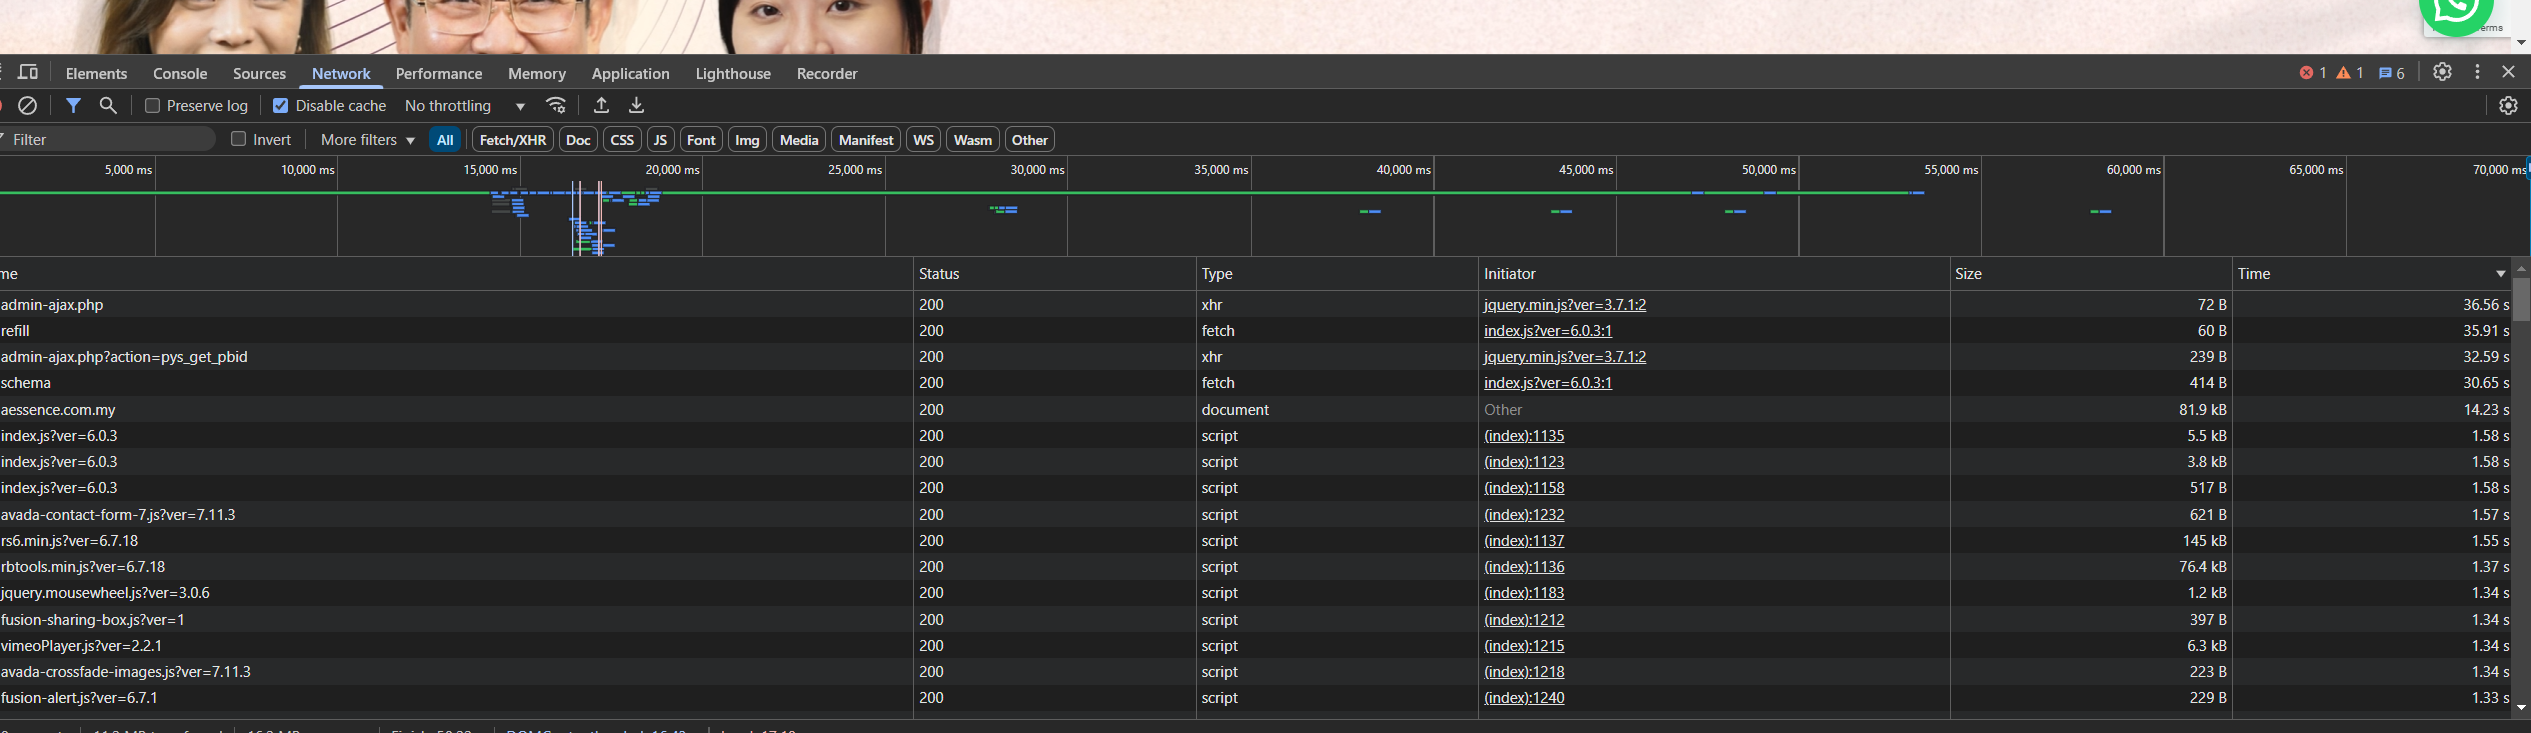 Terms
Elements Console Sources Network Performance Memory Application Lighthouse Recorder 1 1 6
Preserve log Disable cache No throttling
Filter Invert More filters All Fetch/XHR Doc CSS JS Font Img Media Manifest WS Wasm Other
5,000 ms 10,000 ms 15,000 ms 20,000 ms 25,000 ms 30,000 ms 35,000 ms 40,000 ms 45,000 ms 50,000 ms 55,000 ms 60,000 ms 65,000 ms 70,000 ms
me Status Type Initiator Size Time
admin-ajax.php 200 xhr jquery.min.js?ver=3.7.1:2 72 B 36.56 s
refill 200 fetch index.js?ver=6.0.3:1 60 B 35.91 s
admin-ajax.php?action=pys_get_pbid 200 xhr jquery.min.js?ver=3.7.1:2 239 B 32.59 s
schema 200 fetch index.js?ver=6.0.3:1 414 B 30.65 s
aessence.com.my 200 document Other 81.9 kB 14.23 s
index.js?ver=6.0.3 200 script (index):1135 5.5 kB 1.58 s
index.js?ver=6.0.3 200 script (index):1123 3.8 kB 1.58 s
index.js?ver=6.0.3 200 script (index):1158 517 B 1.58 s
avada-contact-form-7.js?ver=7.11.3 200 script (index):1232 621 B 1.57 s
rs6.min.js?ver=6.7.18 200 script (index):1137 145 kB 1.55 s
rbtools.min.js?ver=6.7.18 200 script (index):1136 76.4 kB 1.37 s
jquery.mousewheel.js?ver=3.0.6 200 script (index):1183 1.2 kB 1.34 s
fusion-sharing-box.js?ver=1 200 script (index):1212 397 B 1.34 s
vimeoPlayer.js?ver=2.2.1 200 script (index):1215 6.3 kB 1.34 s
avada-crossfade-images.js?ver=7.11.3 200 script (index):1218 223 B 1.34 s
fusion-alert.js?ver=6.7.1 200 script (index):1240 229 B 1.33 s